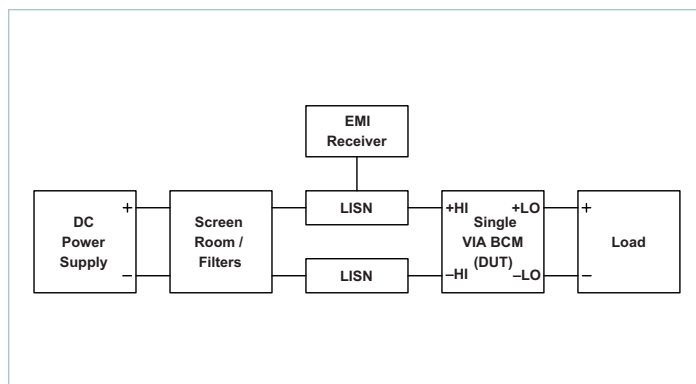 EMI
Receiver
DC
Power
Supply
+
−
Screen
Room /
Filters
LISN
LISN
+HI
−HI
Single
VIA BCM
(DUT)
+LO
−LO
+
−
Load